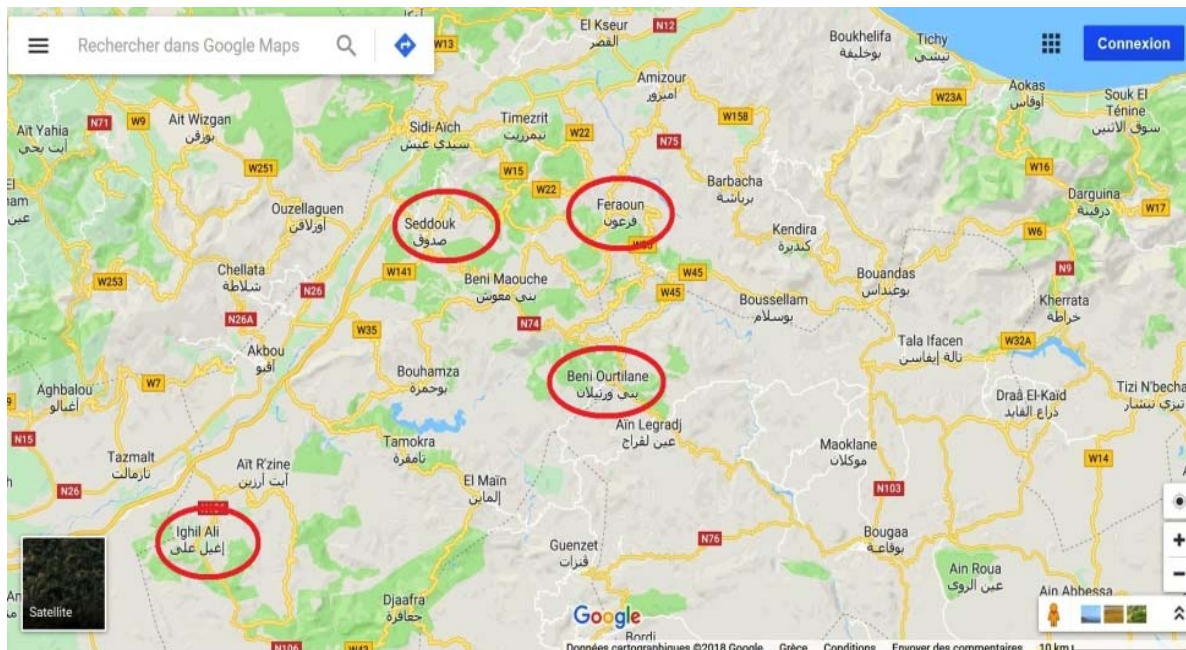 El Kseur
القصر
N12
Boukhelifa
بوخليفة
Tichy
تيشي
Rechercher dans Google Maps
W13
Connexion
Amizour
اميزور
Aokas
أوقاس
W23A
Souk El
Ténine
سوق الاثنين
Aït Yahia
آيت يحي
N71
W9
Ait Wizgan
بوزقن
Sidi-Aïch
سيدي عيش
Timezrit
تيمزريت
W22
W158
N75
W251
W15
W22
W16
Barbacha
برباشة
Darguina
درقينة
W17
Ouzellaguen
أوزلاقن
Seddouk
صدوق
Feraoun
فرعون
Kendira
كنديرة
W6
Chellata
شلاطة
W253
N26
W141
Beni Maouche
بني معوش
W45
W45
Bouandas
بوعنداس
N9
Boussellam
بوسلام
Kherrata
خراطة
N26A
W35
N74
Tala Ifacen
تالة إيفاسن
W32A
Akbou
أقبو
Bouhamza
بوحمزة
Beni Ourtilane
بني ورتيلان
Aghbalou
أغبالو
W7
Draâ El-Kaïd
ذراع القايد
Tizi N'becha
تيزي نبشار
Aïn Legradj
عين لقراج
N15
Tamokra
تامقرة
Maoklane
موكلان
Tazmalt
تازمالت
Aït R'zine
آيت أرزين
W14
N26
El Maïn
الماين
N103
Ighil Ali
إغيل علي
Guenzet
قنزات
N76
Bougaa
بوقاعة
Ain Roua
عين الروى
Ain Abbessa
Satellite
Djaafra
جعافرة
Google
Bordj
N106
W42
Données cartographiques ©2018 Google
Grèce
Conditions
Envoyer des commentaires
10 km